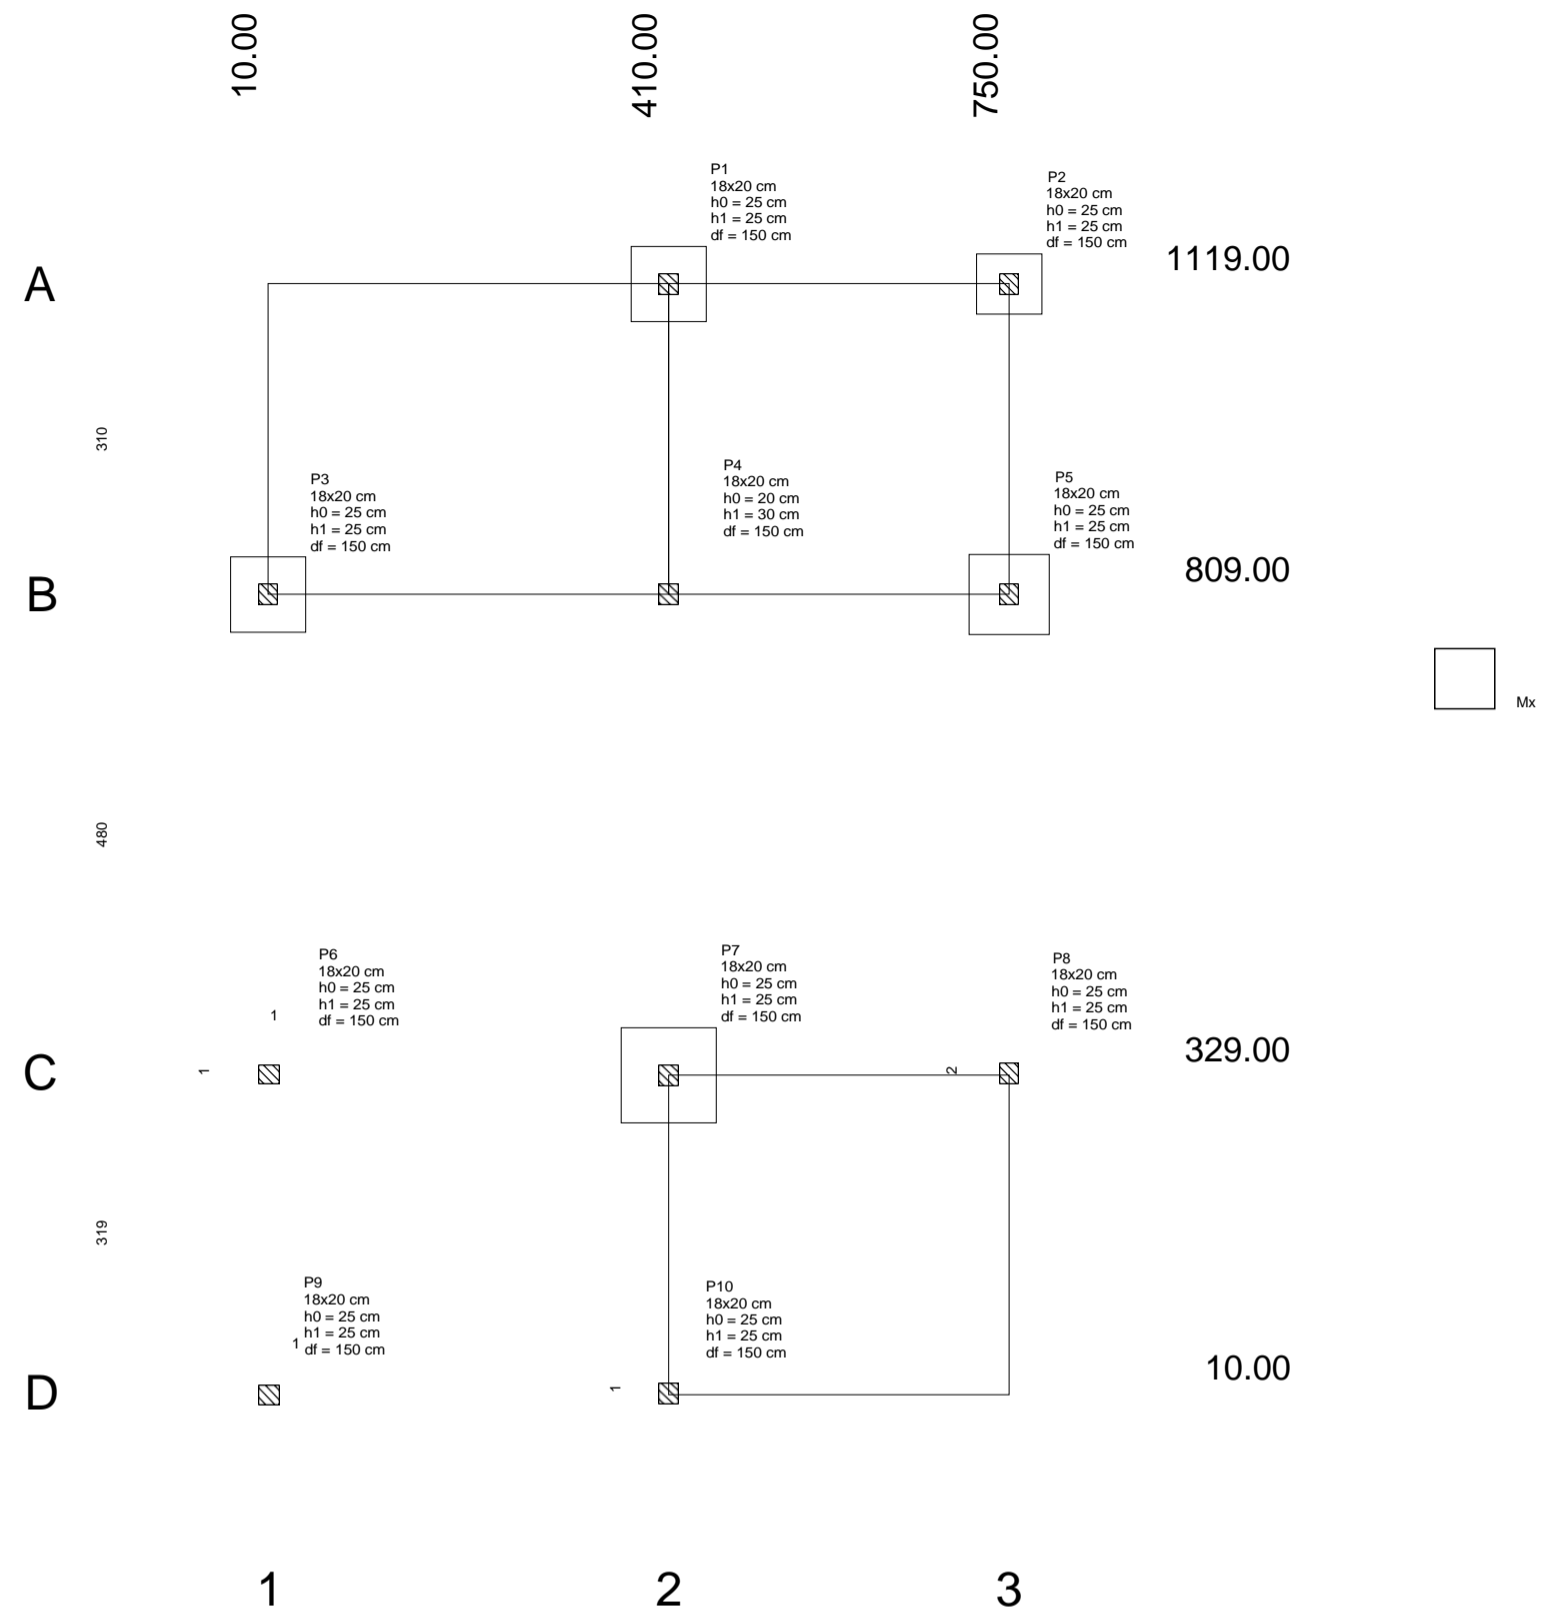 10.00
410.00
750.00
P1
18x20 cm
h0 = 25 cm
h1 = 25 cm
df = 150 cm
P2
18x20 cm
h0 = 25 cm
h1 = 25 cm
df = 150 cm
1119.00
A
310
P3
18x20 cm
h0 = 25 cm
h1 = 25 cm
df = 150 cm
P4
18x20 cm
h0 = 20 cm
h1 = 30 cm
df = 150 cm
P5
18x20 cm
h0 = 25 cm
h1 = 25 cm
df = 150 cm
809.00
B
Mx
480
P6
18x20 cm
h0 = 25 cm
h1 = 25 cm
df = 150 cm
1
1
P7
18x20 cm
h0 = 25 cm
h1 = 25 cm
df = 150 cm
P8
18x20 cm
h0 = 25 cm
h1 = 25 cm
df = 150 cm
2
329.00
C
319
P9
18x20 cm
h0 = 25 cm
h1 = 25 cm
df = 150 cm
1
P10
18x20 cm
h0 = 25 cm
h1 = 25 cm
df = 150 cm
1
10.00
D
1
2
3